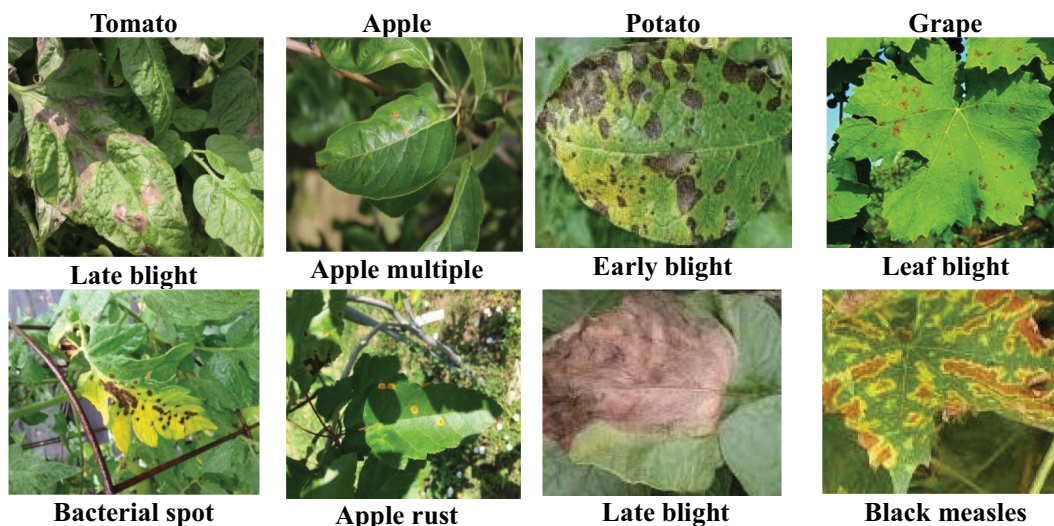 Tomato Apple Potato Grape
Late blight Apple multiple Early blight Leaf blight
Bacterial spot Apple rust Late blight Black measles